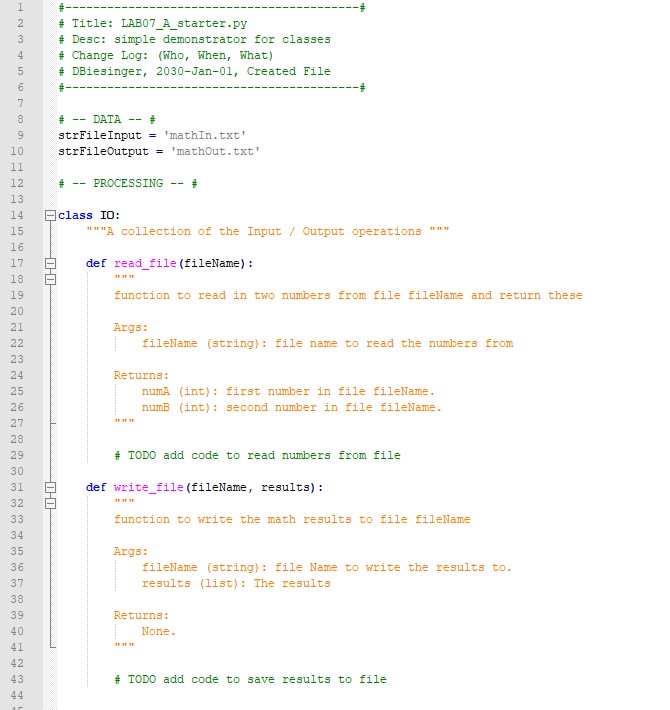 1 #-----------------------------------------#
2 # Title: LAB07_A_starter.py
3 # Desc: simple demonstrator for classes
4 # Change Log: (Who, When, What)
5 # DBiesinger, 2030-Jan-01, Created File
6 #-----------------------------------------#
7
8 # -- DATA -- #
9 strFileInput = 'mathIn.txt'
10 strFileOutput = 'mathOut.txt'
11
12 # -- PROCESSING -- #
13
14 class IO:
15     """A collection of the Input / Output operations """
16
17     def read_file(fileName):
18         """
19         function to read in two numbers from file fileName and return these
20
21         Args:
22             fileName (string): file name to read the numbers from
23
24         Returns:
25             numA (int): first number in file fileName.
26             numB (int): second number in file fileName.
27         """
28
29         # TODO add code to read numbers from file
30
31     def write_file(fileName, results):
32         """
33         function to write the math results to file fileName
34
35         Args:
36             fileName (string): file Name to write the results to.
37             results (list): The results
38
39         Returns:
40             None.
41         """
42
43         # TODO add code to save results to file
44